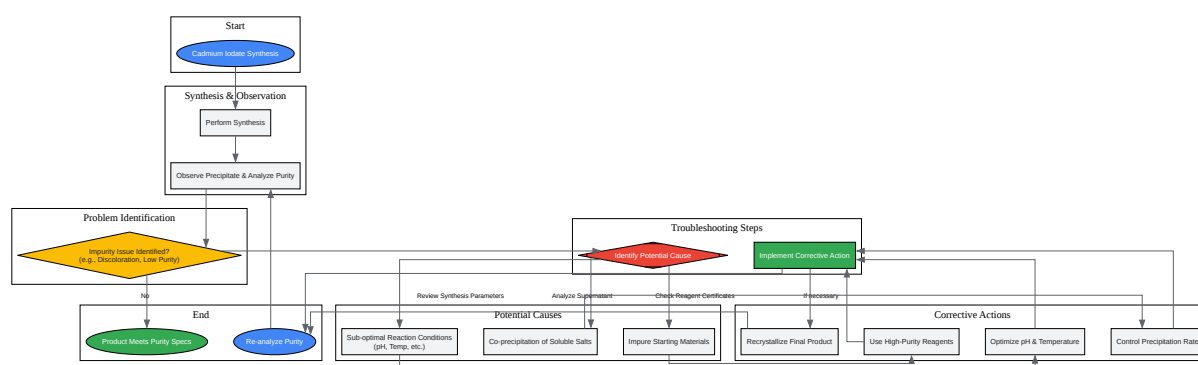 Start
Cadmium Iodate Synthesis
Synthesis & Observation
Perform Synthesis
Observe Precipitate & Analyze Purity
Problem Identification
Impurity Issue Identified?
(e.g., Discoloration, Low Purity)
Troubleshooting Steps
Identify Potential Cause
Implement Corrective Action
No
Review Synthesis Parameters
Analyze Supernatant
Check Reagent Certificates
If necessary
End
Product Meets Purity Specs
Re-analyze Purity
Potential Causes
Sub-optimal Reaction Conditions
(pH, Temp, etc.)
Co-precipitation of Soluble Salts
Impure Starting Materials
Corrective Actions
Recrystallize Final Product
Use High-Purity Reagents
Optimize pH & Temperature
Control Precipitation Rate